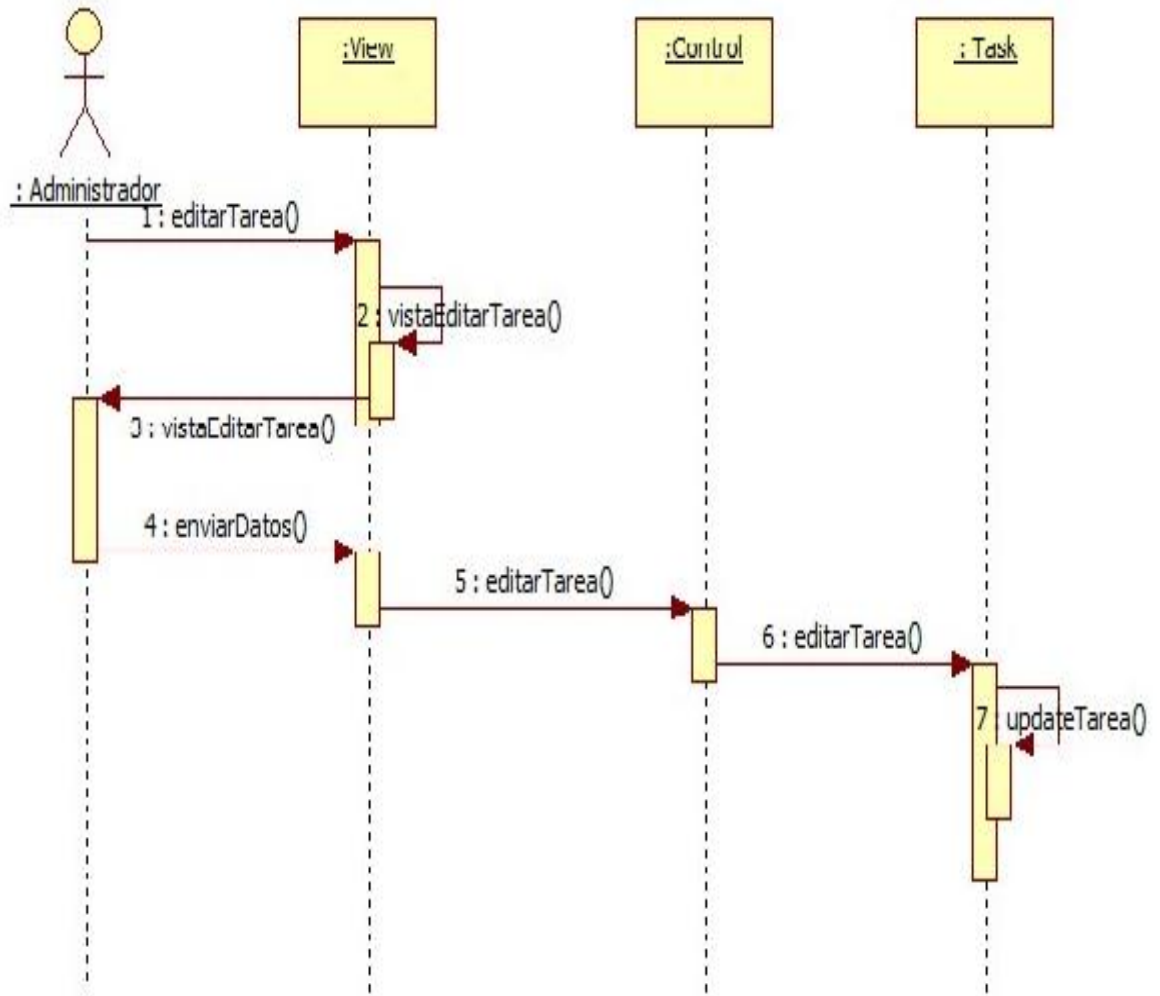 :View
:Control
: Task
: Administrador
1 : editarTarea()
2 : vistaEditarTarea()
3 : vistaEditarTarea()
4 : enviarDatos()
5 : editarTarea()
6 : editarTarea()
7 : updateTarea()